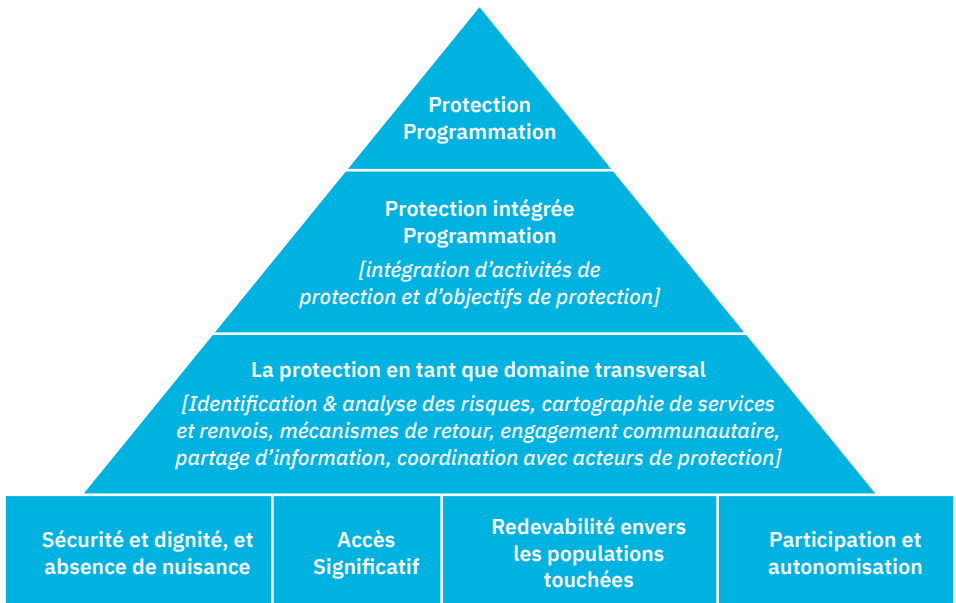 Protection
Programmation
Protection intégrée
Programmation
[intégration d’activités de
protection et d’objectifs de protection]
La protection en tant que domaine transversal
[Identification & analyse des risques, cartographie de services
et renvois, mécanismes de retour, engagement communautaire,
partage d’information, coordination avec acteurs de protection]
Sécurité et dignité, et
absence de nuisance
Accès
Significatif
Redevabilité envers
les populations
touchées
Participation et
autonomisation